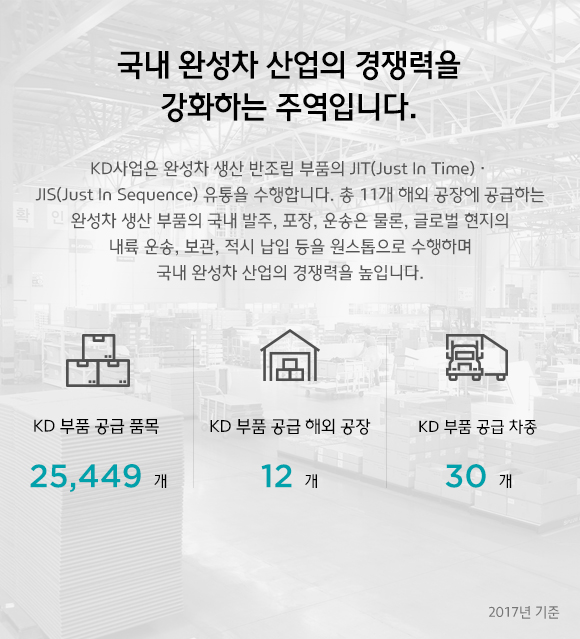 국내 완성차 산업의 경쟁력을
강화하는 주역입니다.
KD사업은 완성차 생산 반조립 부품의 JIT(Just In Time) ·
JIS(Just In Sequence) 유통을 수행합니다. 총 11개 해외 공장에 공급하는
완성차 생산 부품의 국내 발주, 포장, 운송은 물론, 글로벌 현지의
내륙 운송, 보관, 적시 납입 등을 원스톱으로 수행하며
국내 완성차 산업의 경쟁력을 높입니다.
확 인
KD 부품 공급 품목
25,449 개
KD 부품 공급 해외 공장
12 개
KD 부품 공급 차종
30 개
2017년 기준